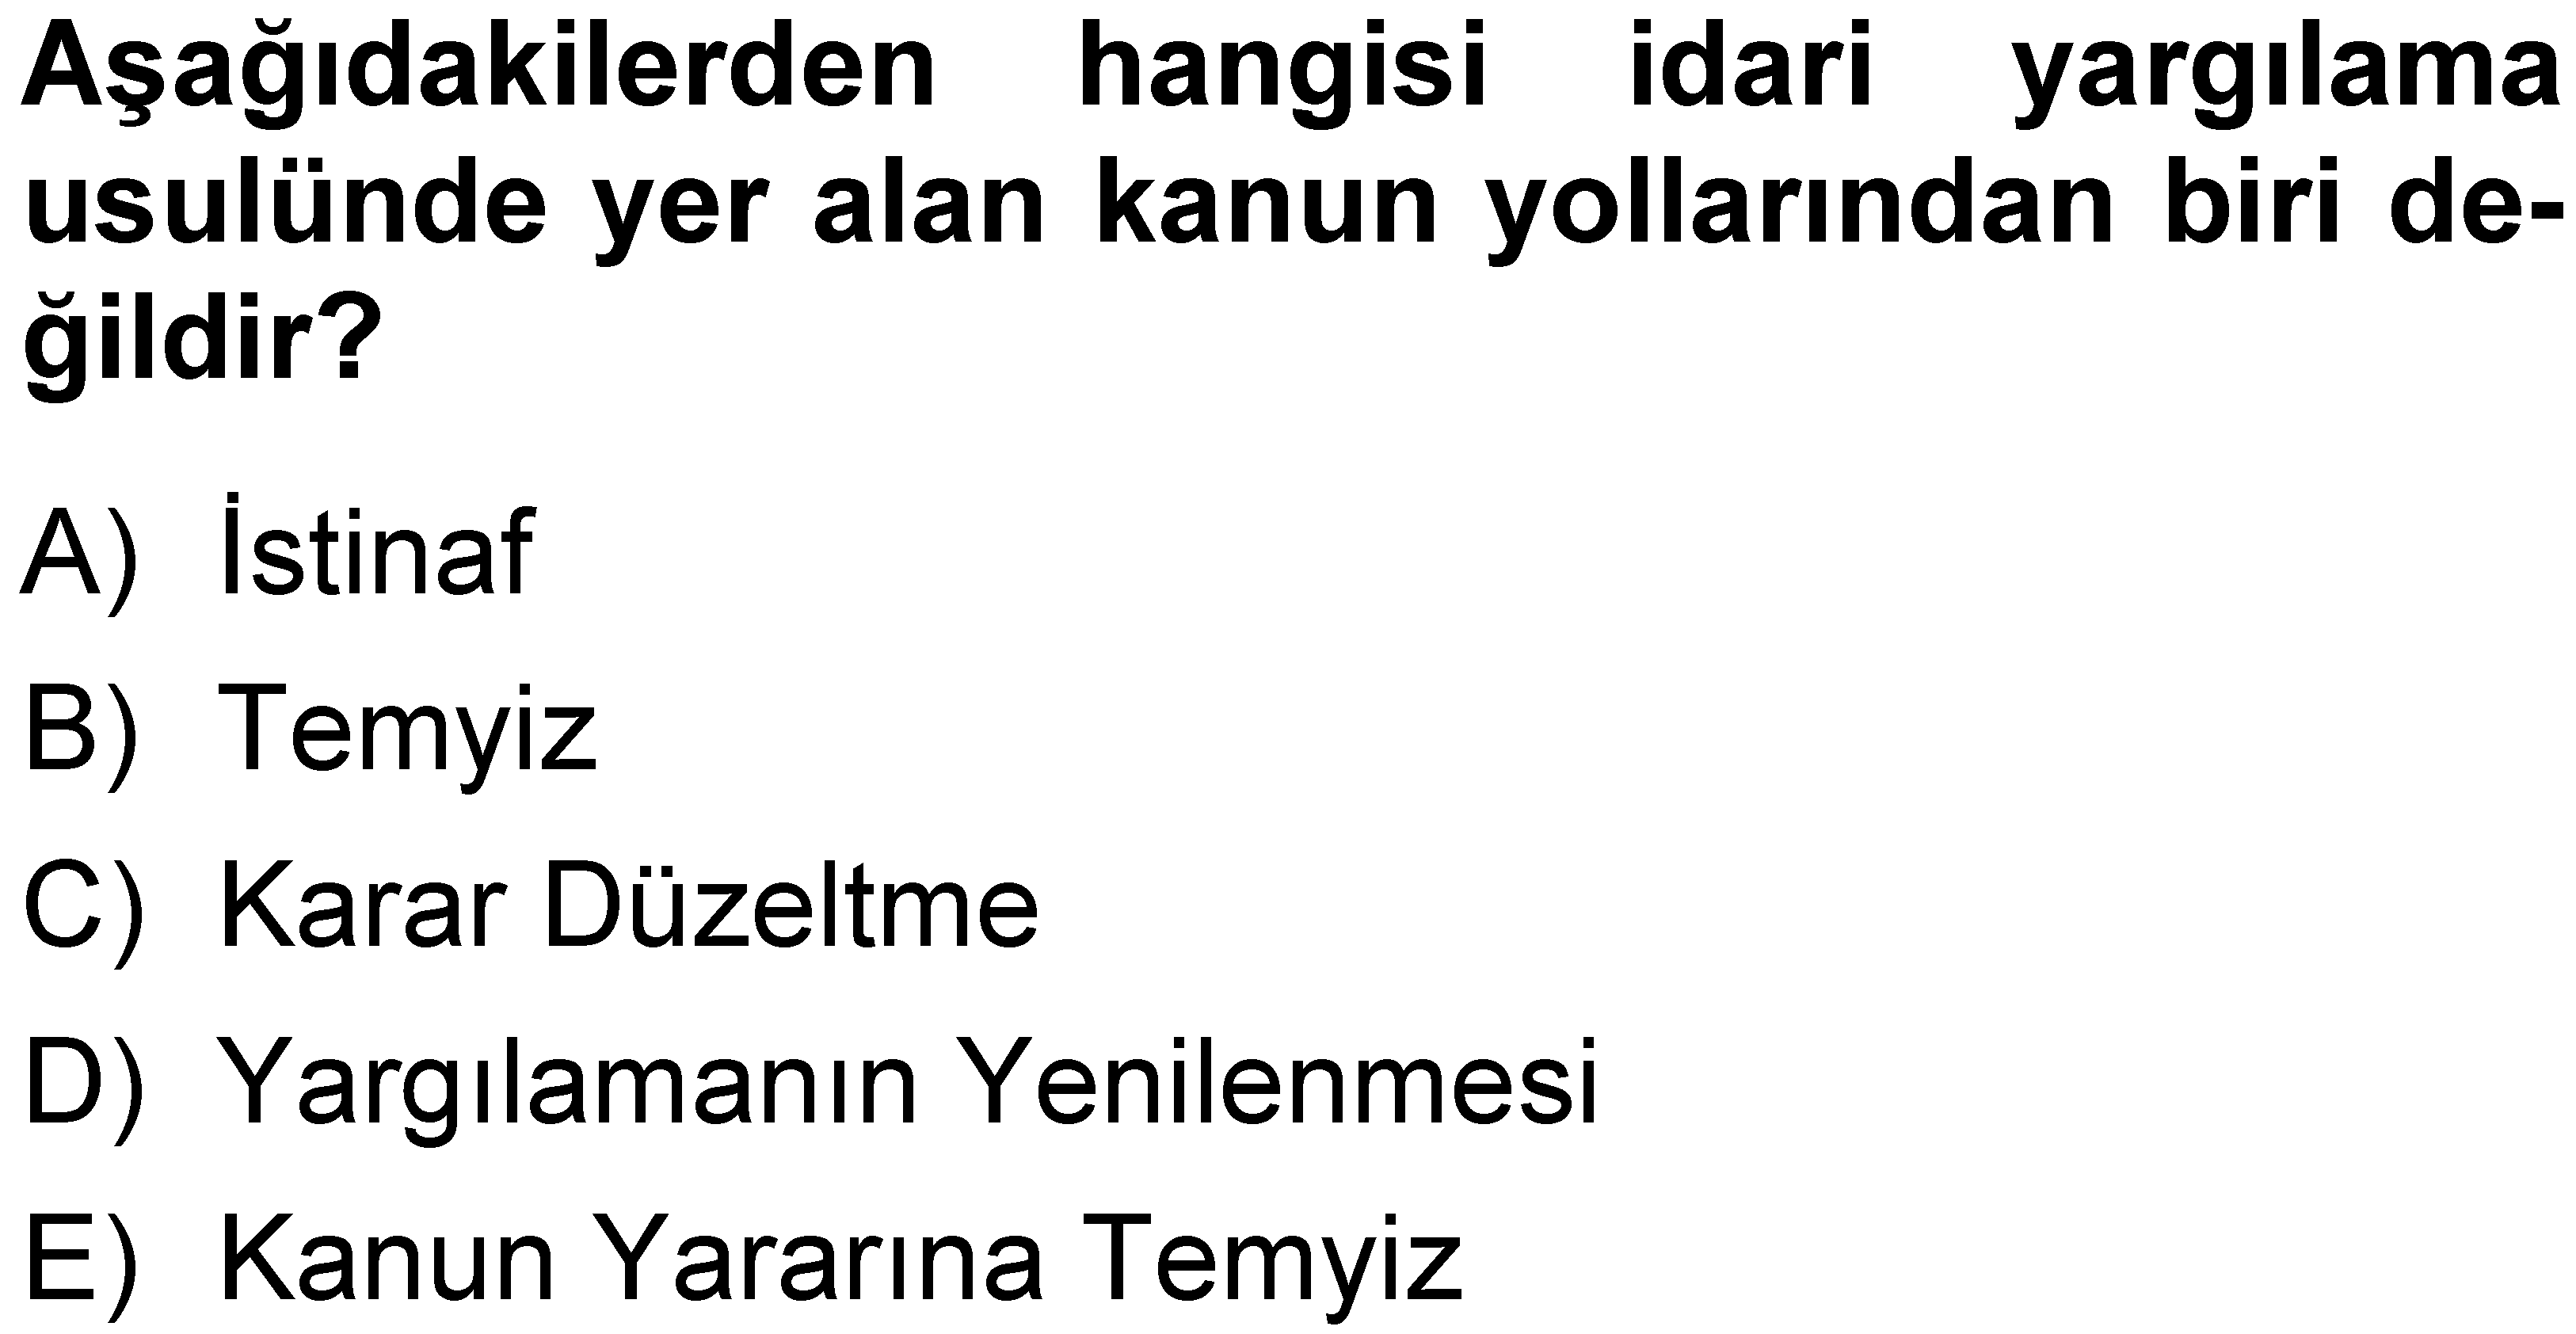 Aşağıdakilerden hangisi idari yargılama
usulünde yer alan kanun yollarından biri de-
ğildir?
A) İstinaf
B) Temyiz
C) Karar Düzeltme
D) Yargılamanın Yenilenmesi
E) Kanun Yararına Temyiz